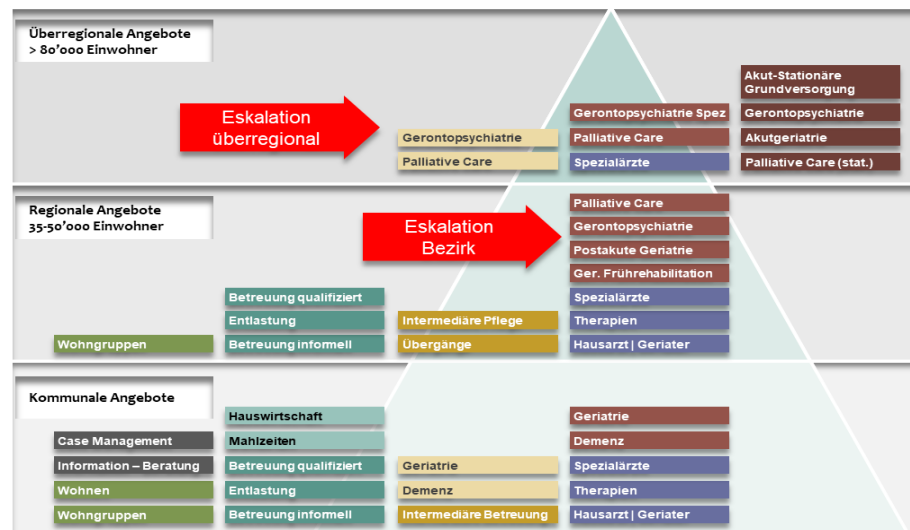 Überregionale Angebote
> 80’000 Einwohner
Eskalation
überregional
Gerontopsychiatrie
Palliative Care
Gerontopsychiatrie Spez
Palliative Care
Spezialärzte
Akut-Stationäre
Grundversorgung
Gerontopsychiatrie
Akutgeriatrie
Palliative Care (stat.)
Regionale Angebote
35-50’000 Einwohner
Eskalation
Bezirk
Wohngruppen
Betreuung qualifiziert
Entlastung
Betreuung informell
Intermediäre Pflege
Übergänge
Palliative Care
Gerontopsychiatrie
Postakute Geriatrie
Ger. Frührehabilitation
Spezialärzte
Therapien
Hausarzt | Geriater
Kommunale Angebote
Case Management
Information – Beratung
Wohnen
Wohngruppen
Hauswirtschaft
Mahlzeiten
Betreuung qualifiziert
Entlastung
Betreuung informell
Geriatrie
Demenz
Intermediäre Betreuung
Geriatrie
Demenz
Spezialärzte
Therapien
Hausarzt | Geriater